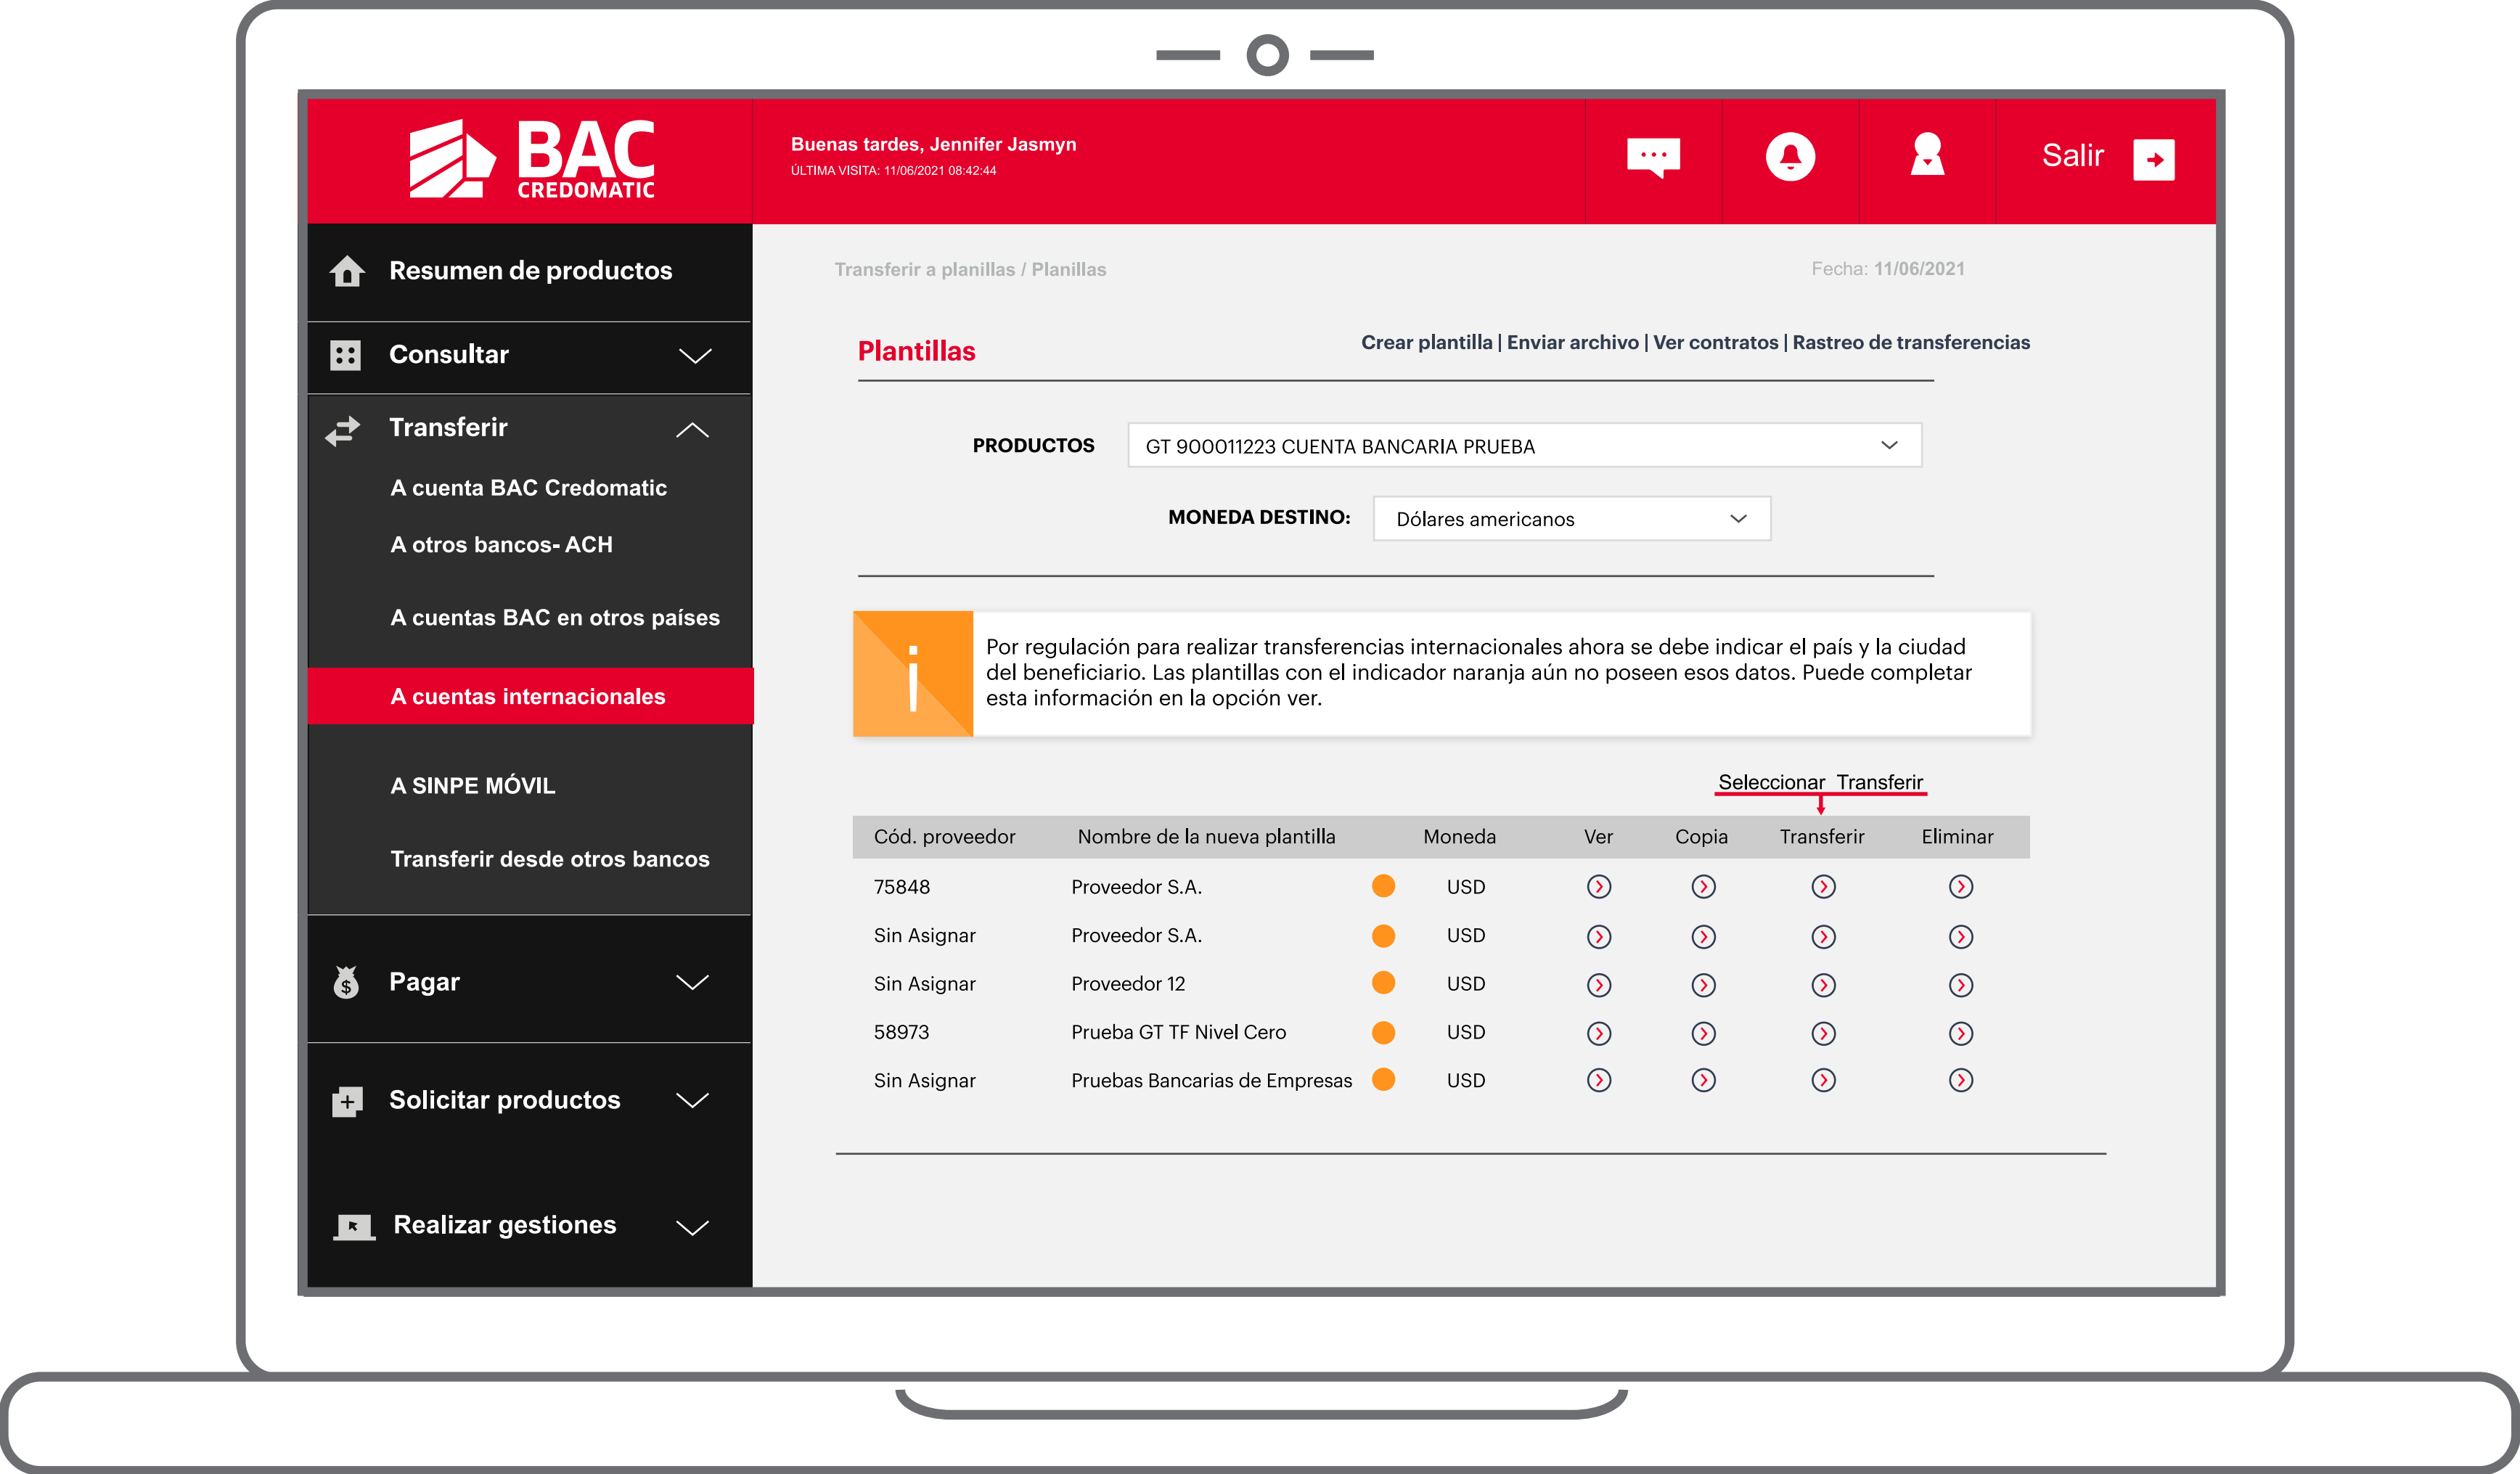 BAC
CREDOMATIC
Buenas tardes, Jennifer Jasmyn
ÚLTIMA VISITA: 11/06/2021 08:42:44
Salir
Resumen de productos
Consultar
Transferir
A cuenta BAC Credomatic
A otros bancos- ACH
A cuentas BAC en otros países
A cuentas internacionales
A SINPE MÓVIL
Transferir desde otros bancos
Pagar
Solicitar productos
Realizar gestiones
Transferir a planillas / Planillas
Fecha: 11/06/2021
Plantillas
Crear plantilla | Enviar archivo | Ver contratos | Rastreo de transferencias
PRODUCTOS GT 900011223 CUENTA BANCARIA PRUEBA
MONEDA DESTINO: Dólares americanos
i
Por regulación para realizar transferencias internacionales ahora se debe indicar el país y la ciudad
del beneficiario. Las plantillas con el indicador naranja aún no poseen esos datos. Puede completar
esta información en la opción ver.
Seleccionar Transferir
Cód. proveedor Nombre de la nueva plantilla Moneda Ver Copia Transferir Eliminar
75848 Proveedor S.A. USD
Sin Asignar Proveedor S.A. USD
Sin Asignar Proveedor 12 USD
58973 Prueba GT TF Nivel Cero USD
Sin Asignar Pruebas Bancarias de Empresas USD